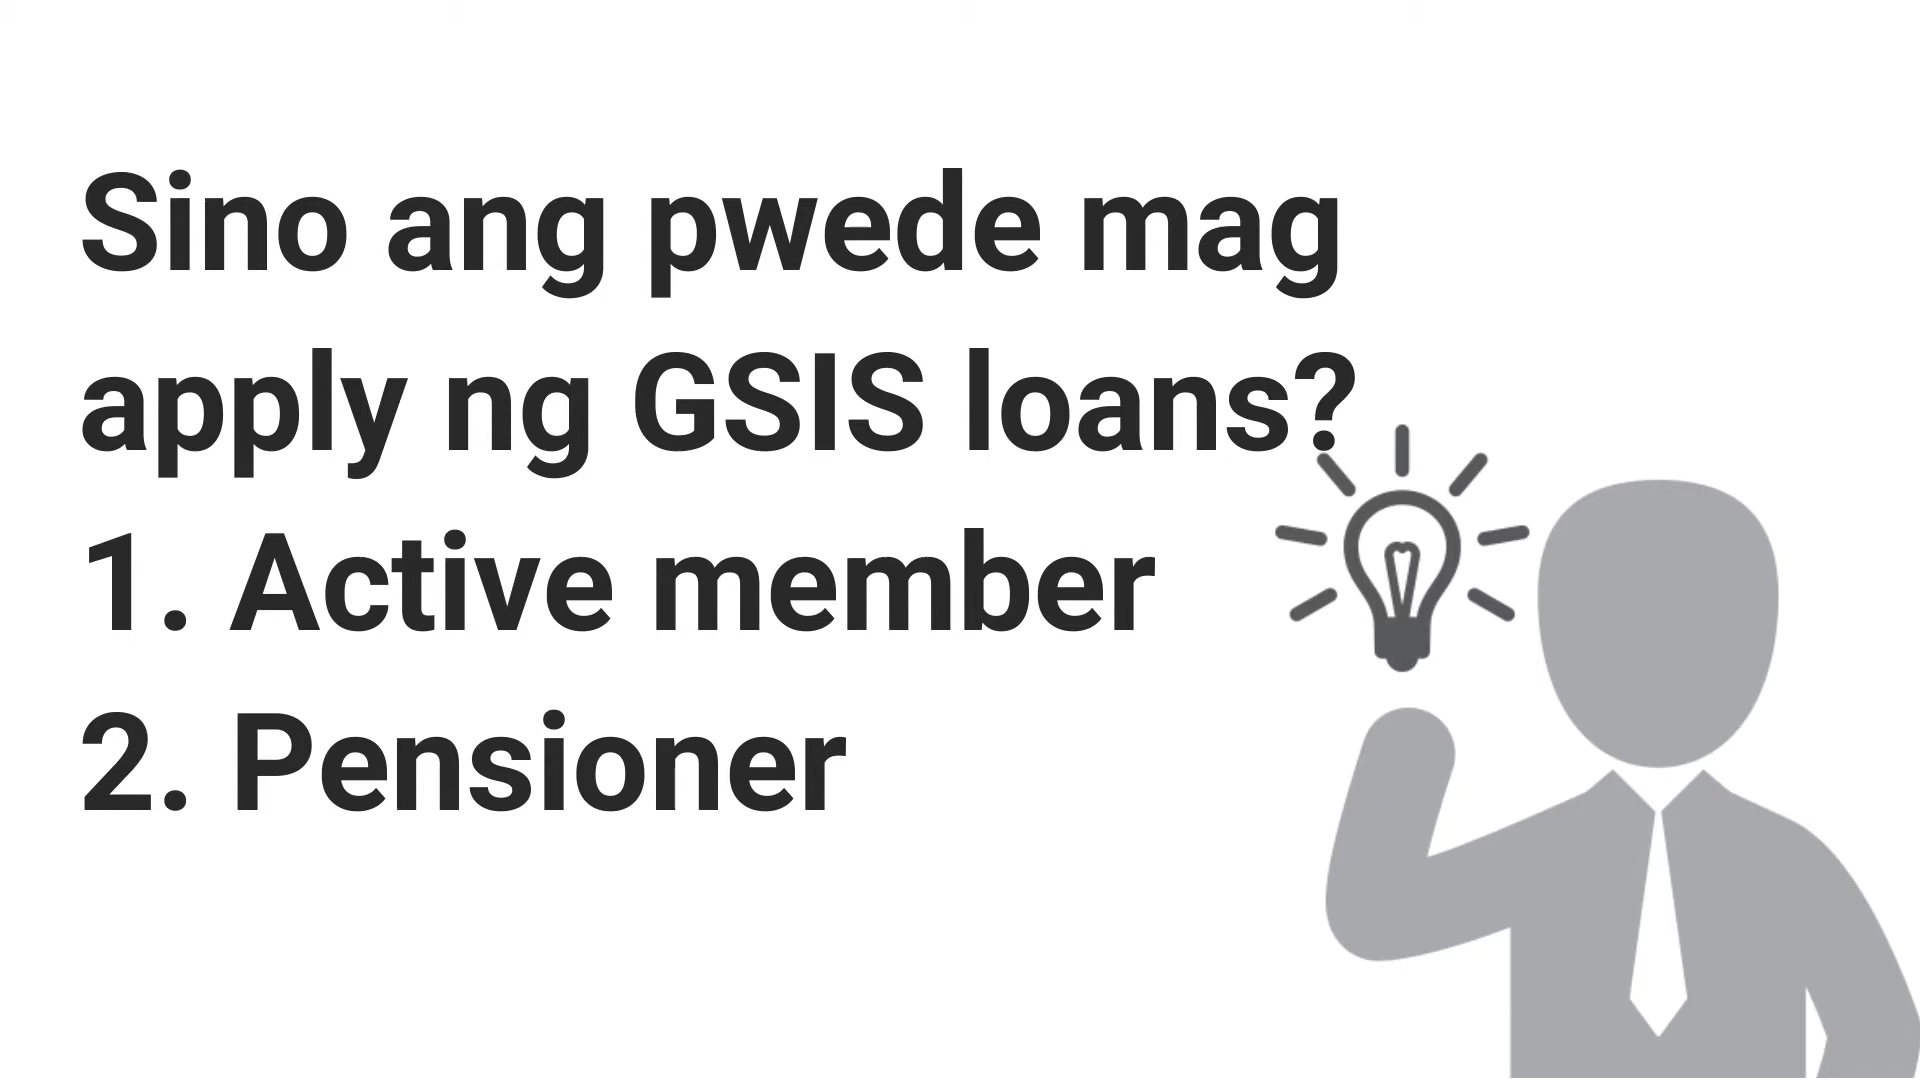 Sino ang pwede mag
apply ng GSIS loans?
1. Active member
2. Pensioner